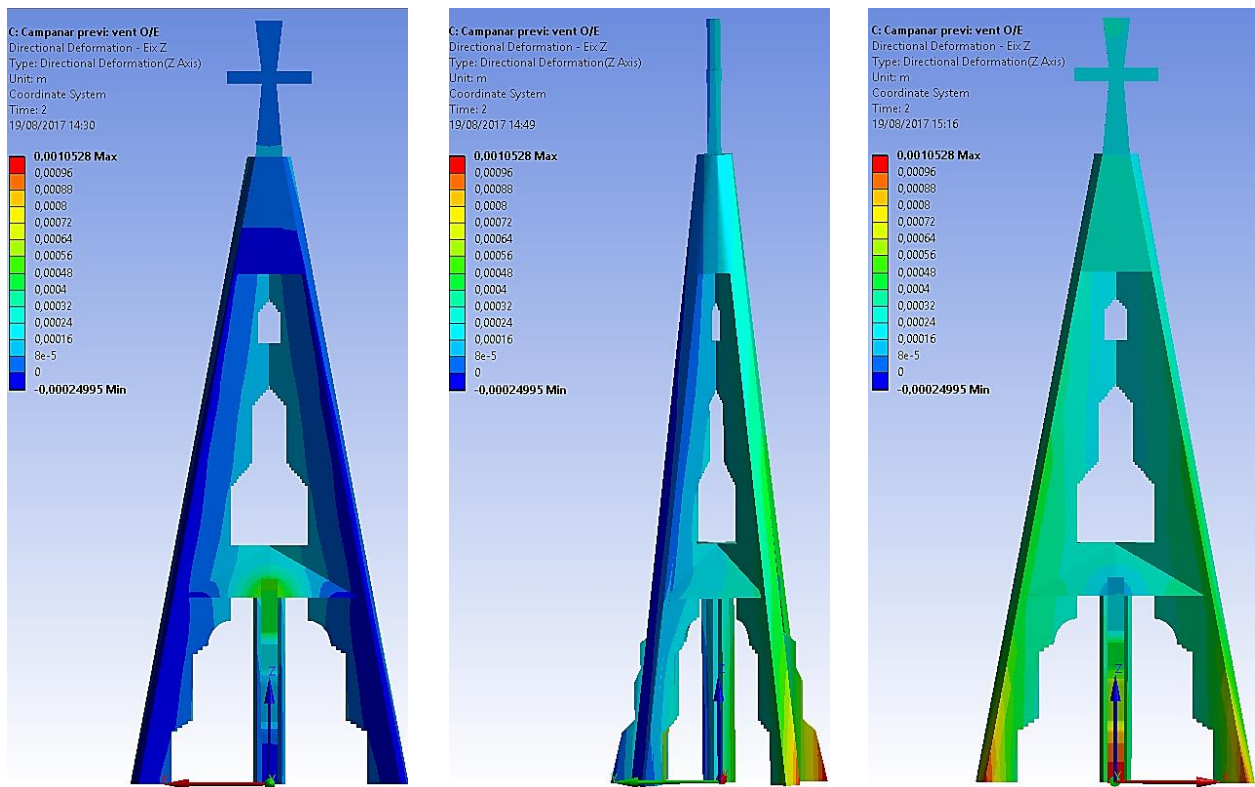 C: Campanar previ: vent O/E
Directional Deformation - Eix Z
Type: Directional Deformation(Z Axis)
Unit: m
Coordinate System
Time: 2
19/08/2017 14:30
0,0010528 Max
0,00096
0,00088
0,0008
0,00072
0,00064
0,00056
0,00048
0,0004
0,00032
0,00024
0,00016
8e-5
0
-0,00024995 Min
Z
Y
C: Campanar previ: vent O/E
Directional Deformation - Eix Z
Type: Directional Deformation(Z Axis)
Unit: m
Coordinate System
Time: 2
19/08/2017 14:49
0,0010528 Max
0,00096
0,00088
0,0008
0,00072
0,00064
0,00056
0,00048
0,0004
0,00032
0,00024
0,00016
8e-5
0
-0,00024995 Min
Z
C: Campanar previ: vent O/E
Directional Deformation - Eix Z
Type: Directional Deformation(Z Axis)
Unit: m
Coordinate System
Time: 2
19/08/2017 15:16
0,0010528 Max
0,00096
0,00088
0,0008
0,00072
0,00064
0,00056
0,00048
0,0004
0,00032
0,00024
0,00016
8e-5
0
-0,00024995 Min
Z
Y